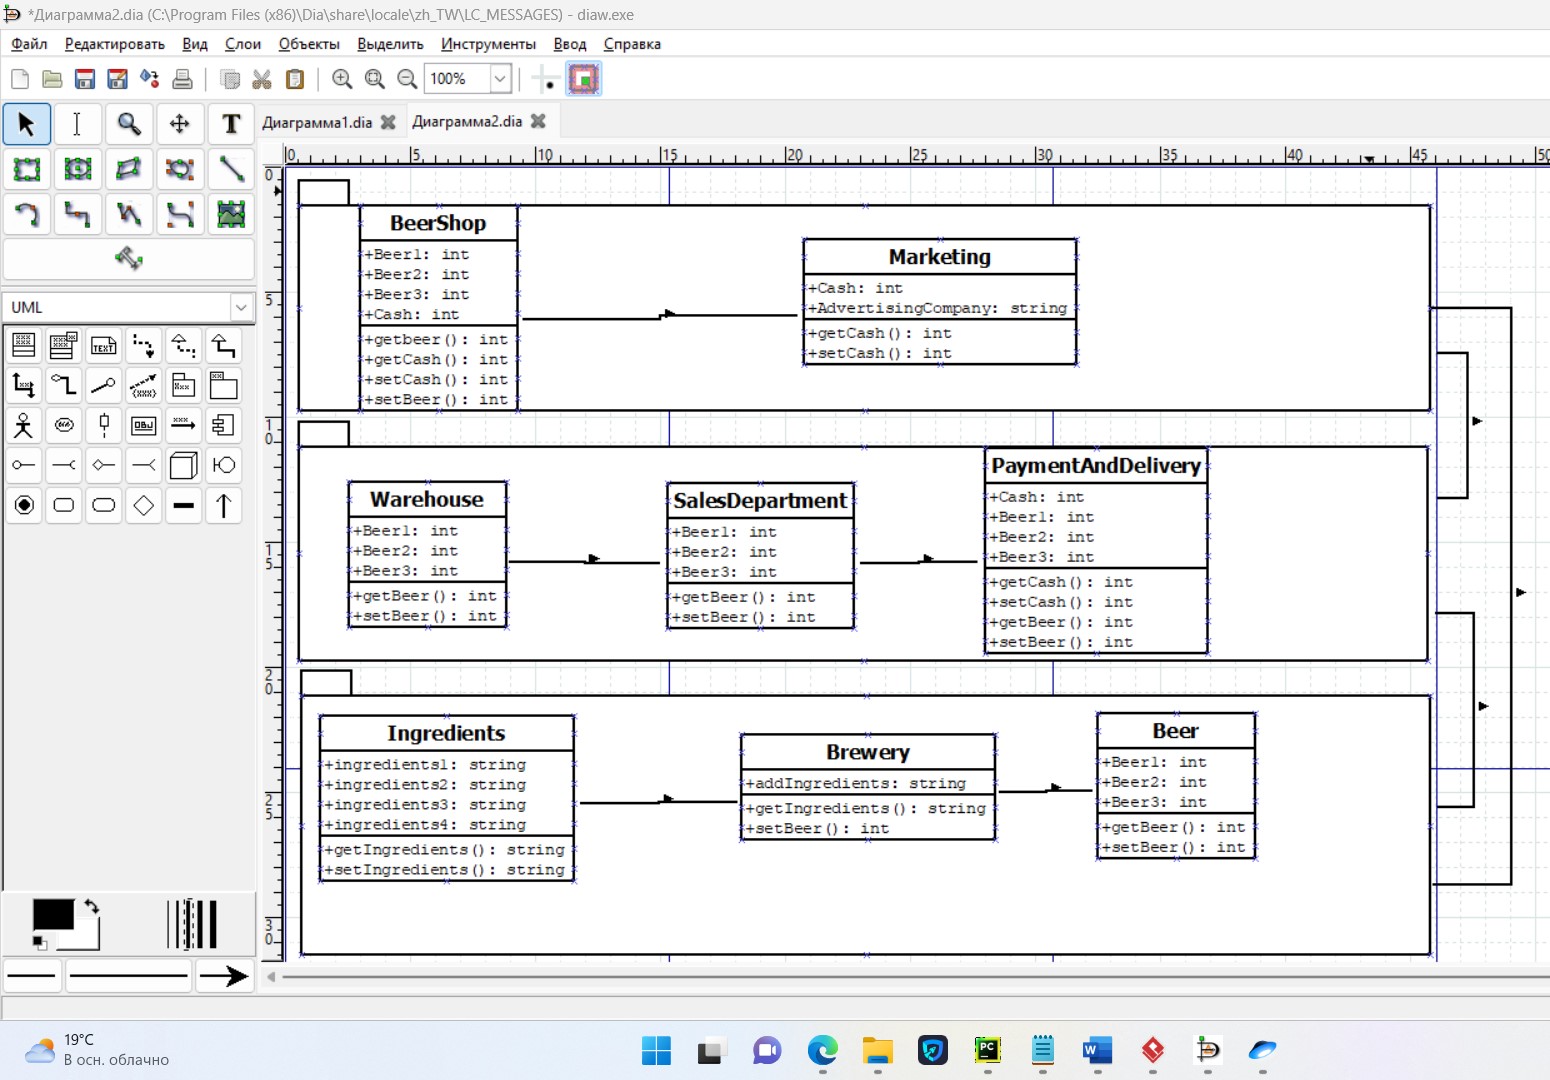 *Диаграмма2.dia (C:\Program Files (x86)\Dia\share\locale\zh_TW\LC_MESSAGES) - diaw.exe
Файл Редактировать Вид Слои Объекты Выделить Инструменты Ввод Справка
100%
Диаграмма1.dia Диаграмма2.dia
0 5 10 15 20 25 30 35 40 45 50
0
5
10
15
20
25
30
UML
BeerShop
+Beer1: int
+Beer2: int
+Beer3: int
+Cash: int
+getbeer(): int
+getCash(): int
+setCash(): int
+setBeer(): int
Marketing
+Cash: int
+AdvertisingCompany: string
+getCash(): int
+setCash(): int
Warehouse
+Beer1: int
+Beer2: int
+Beer3: int
+getBeer(): int
+setBeer(): int
SalesDepartment
+Beer1: int
+Beer2: int
+Beer3: int
+getBeer(): int
+setBeer(): int
PaymentAndDelivery
+Cash: int
+Beer1: int
+Beer2: int
+Beer3: int
+getCash(): int
+setCash(): int
+getBeer(): int
+setBeer(): int
Ingredients
+ingredients1: string
+ingredients2: string
+ingredients3: string
+ingredients4: string
+getIngredients(): string
+setIngredients(): string
Brewery
+addIngredients: string
+getIngredients(): string
+setBeer(): int
Beer
+Beer1: int
+Beer2: int
+Beer3: int
+getBeer(): int
+setBeer(): int
19°C
В осн. облачно